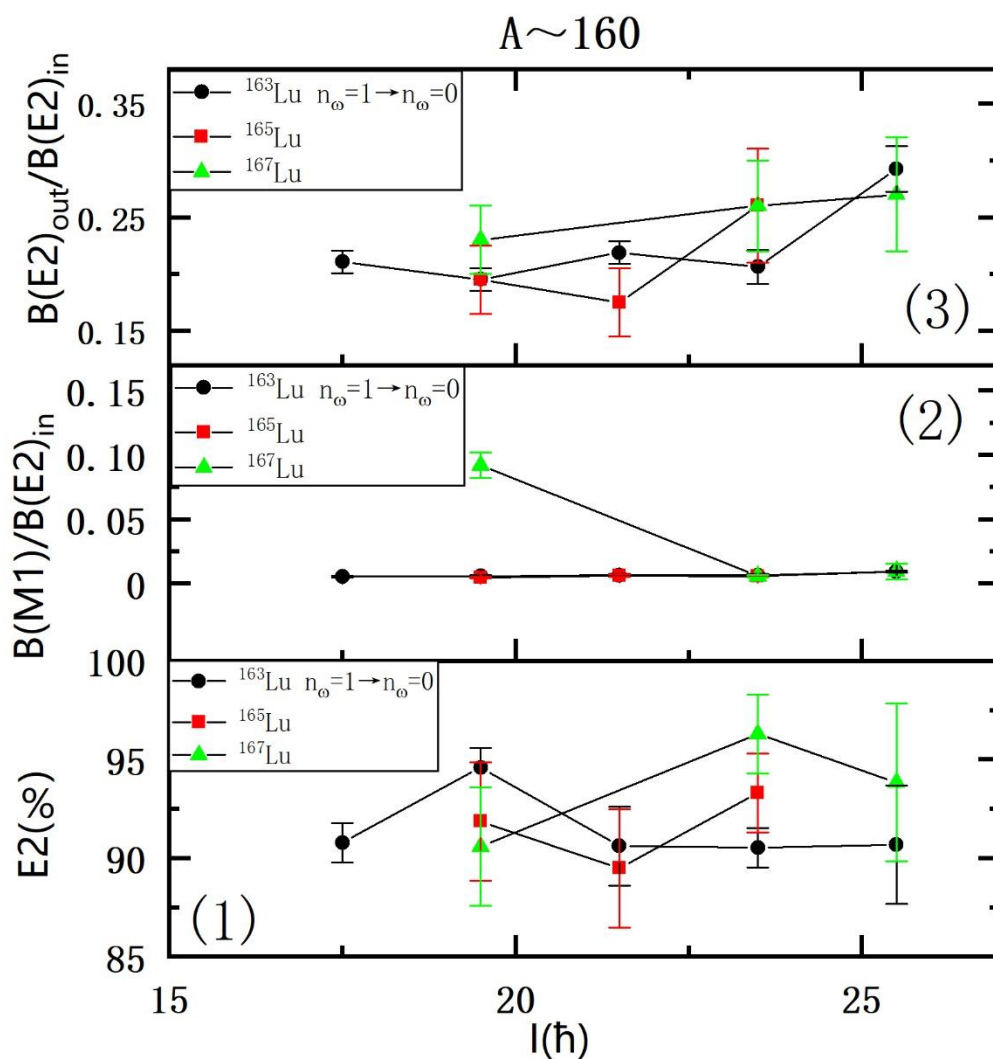 A～160
B(E2)out/B(E2)in
0.35
0.25
0.15
¹⁶³Lu nω=1→nω=0
¹⁶⁵Lu
¹⁶⁷Lu
(3)
B(M1)/B(E2)in
0.15
0.10
0.05
0
¹⁶³Lu nω=1→nω=0
¹⁶⁵Lu
¹⁶⁷Lu
(2)
E2(%)
100
95
90
85
¹⁶³Lu nω=1→nω=0
¹⁶⁵Lu
¹⁶⁷Lu
(1)
15 20 25
I(ħ)